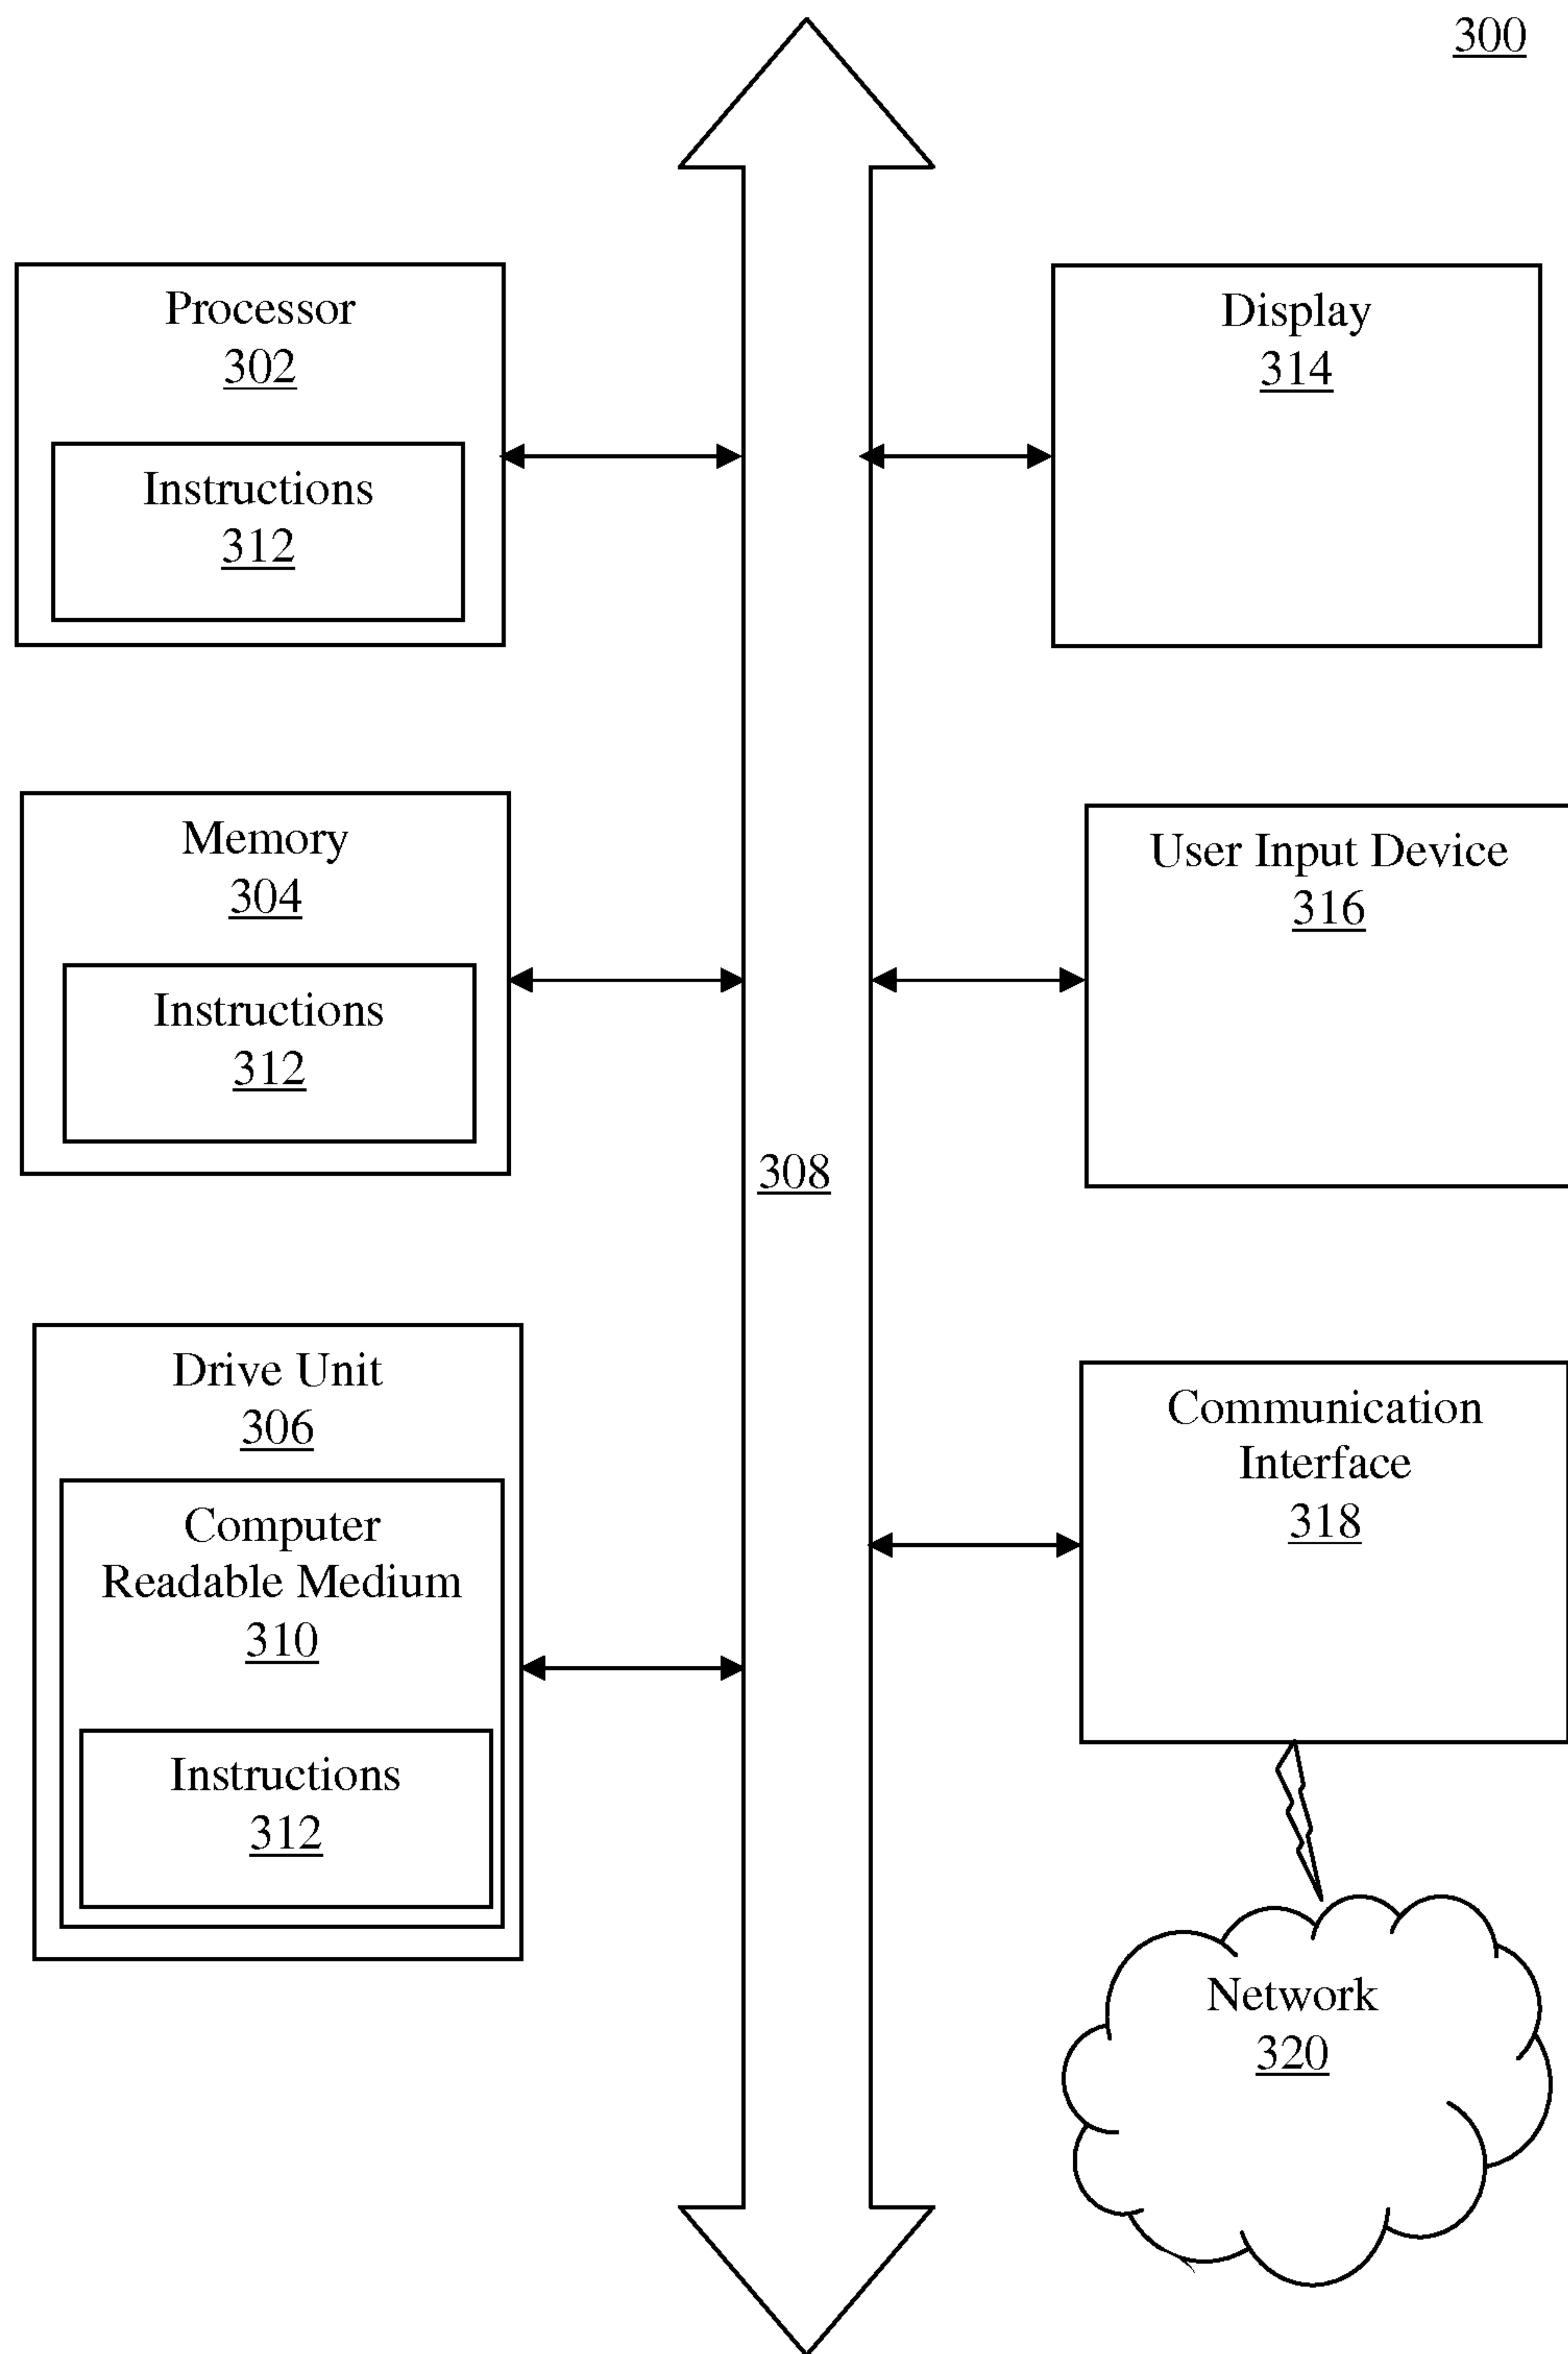 300
Processor
302
Instructions
312
Display
314
Memory
304
Instructions
312
User Input Device
316
308
Drive Unit
306
Computer
Readable Medium
310
Instructions
312
Communication
Interface
318
Network
320